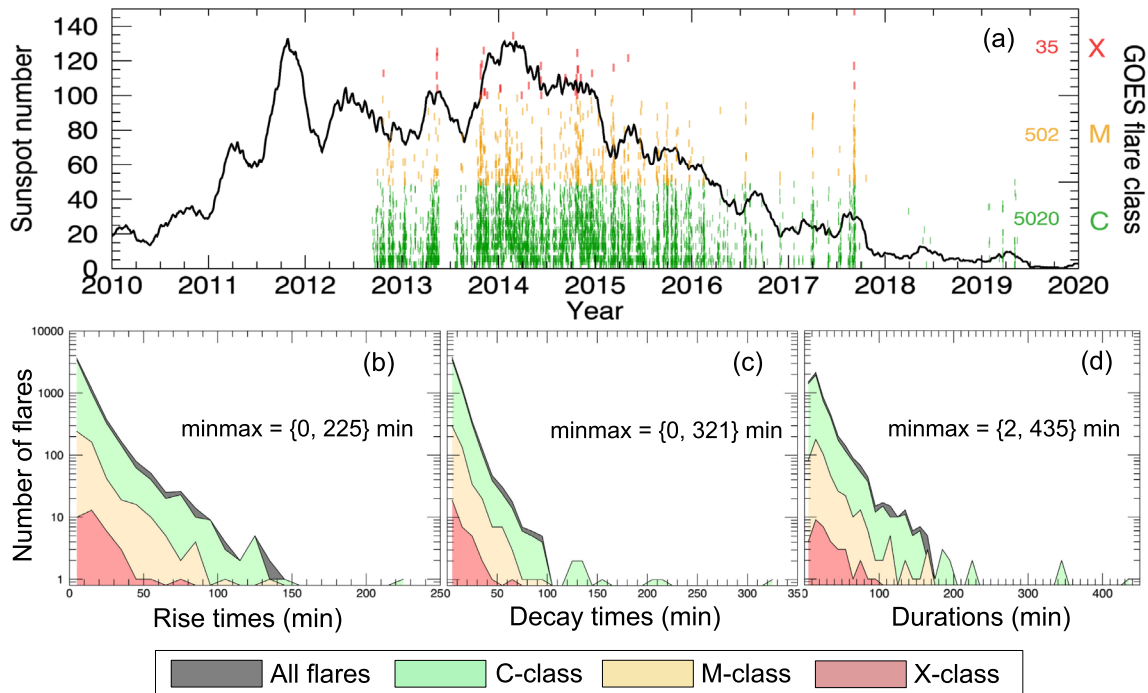 140
120
100
80
60
40
20
0
Sunspot number
(a)
35 X
502 M
5020 C
GOES flare class
2010 2011 2012 2013 2014 2015 2016 2017 2018 2019 2020
Year
10000
1000
100
10
1
Number of flares
(b)
minmax = {0, 225} min
0 50 100 150 200 250
Rise times (min)
(c)
minmax = {0, 321} min
50 100 150 200 250 300 35
Decay times (min)
(d)
minmax = {2, 435} min
0 100 200 300 400
Durations (min)
All flares C-class M-class X-class